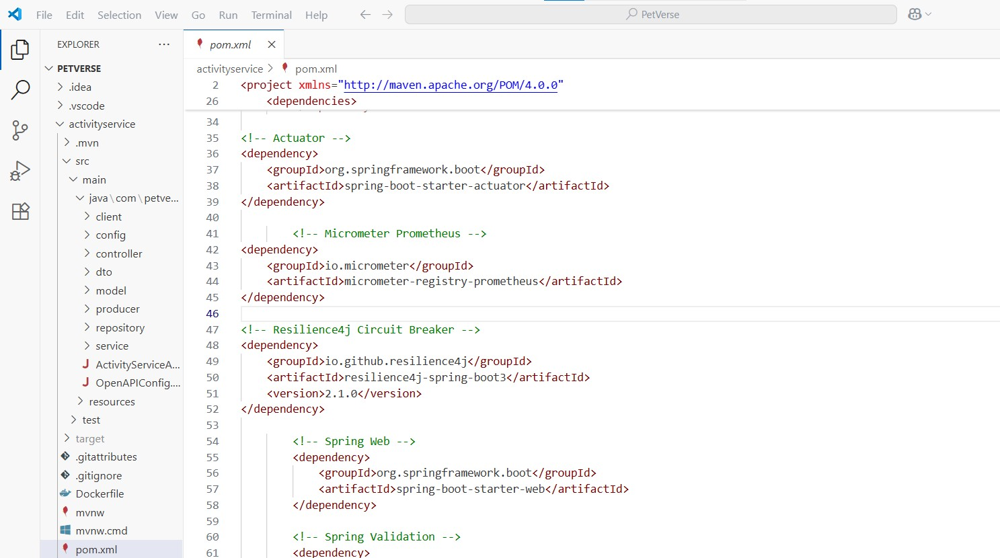 File Edit Selection View Go Run Terminal Help PetVerse
EXPLORER
PETVERSE
.idea
.vscode
activityservice
.mvn
src
main
java\com\petve...
client
config
controller
dto
model
producer
repository
service
ActivityServiceA...
OpenAPIConfig....
resources
test
target
.gitattributes
.gitignore
Dockerfile
mvnw
mvnw.cmd
pom.xml
pom.xml
activityservice > pom.xml
2 <project xmlns="http://maven.apache.org/POM/4.0.0"
26 <dependencies>
34
35 <!-- Actuator -->
36 <dependency>
37 <groupId>org.springframework.boot</groupId>
38 <artifactId>spring-boot-starter-actuator</artifactId>
39 </dependency>
40
41 <!-- Micrometer Prometheus -->
42 <dependency>
43 <groupId>io.micrometer</groupId>
44 <artifactId>micrometer-registry-prometheus</artifactId>
45 </dependency>
46
47 <!-- Resilience4j Circuit Breaker -->
48 <dependency>
49 <groupId>io.github.resilience4j</groupId>
50 <artifactId>resilience4j-spring-boot3</artifactId>
51 <version>2.1.0</version>
52 </dependency>
53
54 <!-- Spring Web -->
55 <dependency>
56 <groupId>org.springframework.boot</groupId>
57 <artifactId>spring-boot-starter-web</artifactId>
58 </dependency>
59
60 <!-- Spring Validation -->
61 <dependency>